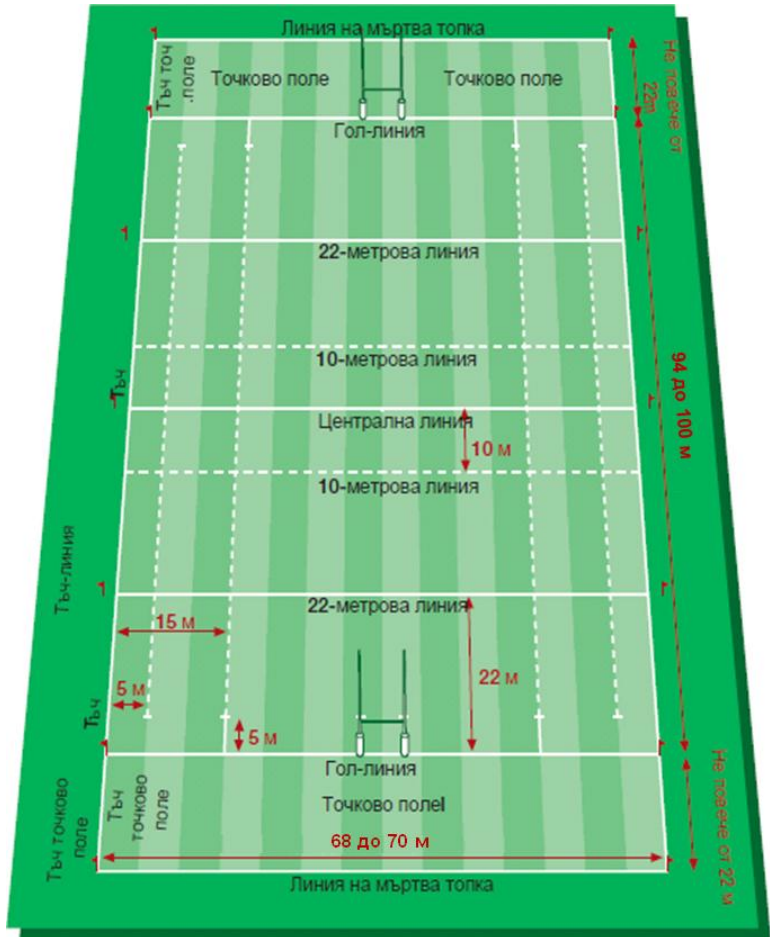 Линия на мъртва топка
Тъч точ
.поле
Точково поле
Точково поле
На повече от
22m
Гол-линия
22-метрова линия
10-метрова линия
Тъч
94 до 100 м
Централна линия
10 м
10-метрова линия
Тъч-линия
22-метрова линия
15 м
22 м
5 м
Тъч
5 м
Гол-линия
Тъч точково
поле
Тъч
точково
поле
Точково полеI
Не повече от 22 м
68 до 70 м
Линия на мъртва топка